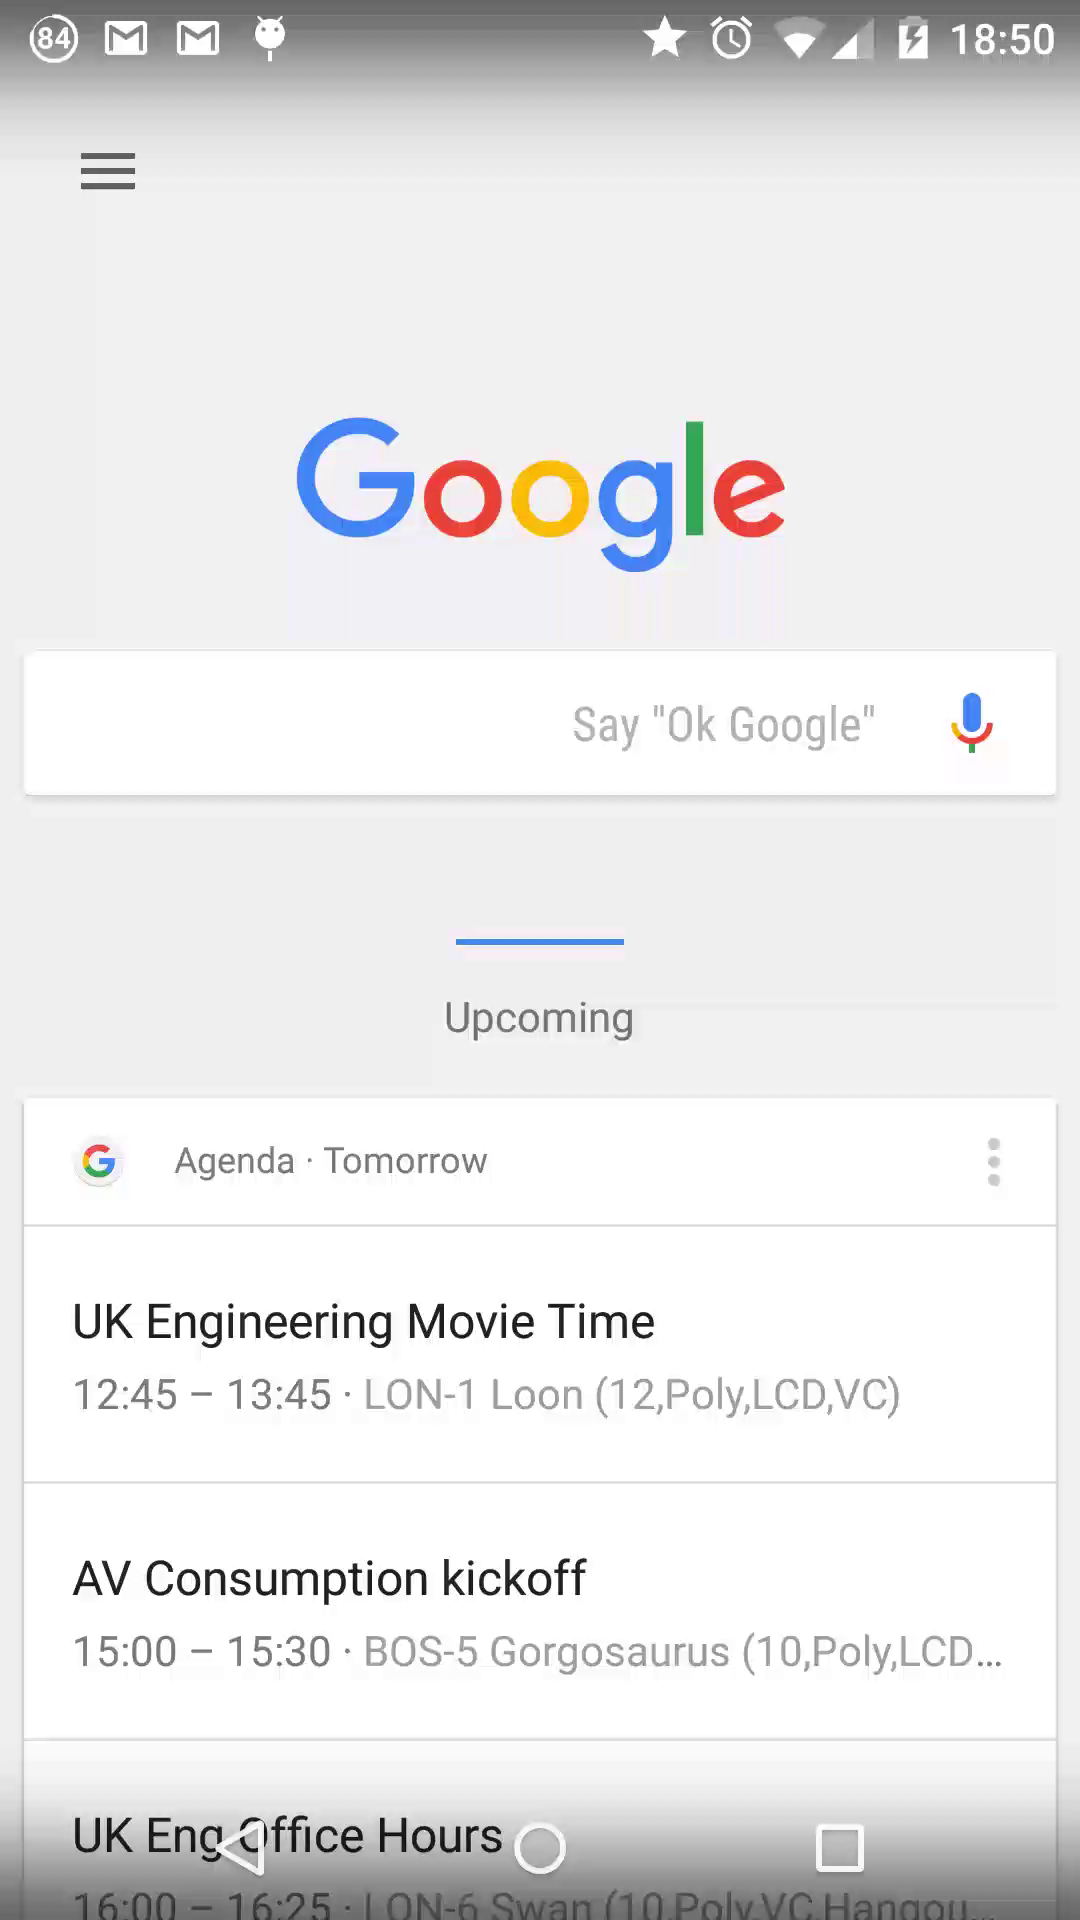 84 18:50
Google
Say "Ok Google"
Upcoming
Agenda · Tomorrow
UK Engineering Movie Time
12:45 – 13:45 · LON-1 Loon (12,Poly,LCD,VC)
AV Consumption kickoff
15:00 – 15:30 · BOS-5 Gorgosaurus (10,Poly,LCD...
UK Eng Office Hours
16:00 – 16:25 · LON-6 Swan (10,Poly,VC,Hangou...